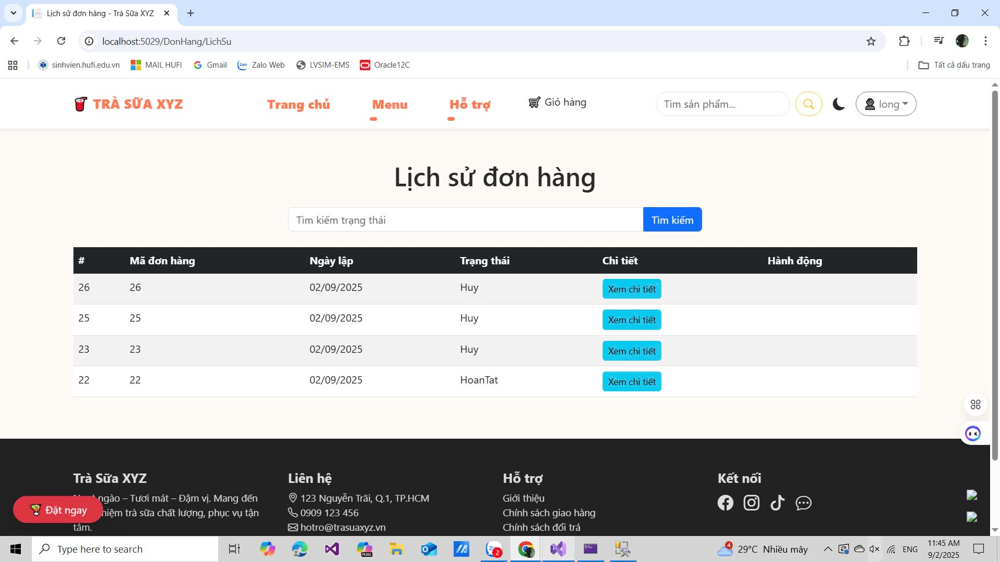 Lịch sử đơn hàng - Trà Sữa XYZ
localhost:5029/DonHang/LichSu
sinhvien.hufi.edu.vn MAIL HUFI Gmail Zalo Web LVSIM-EMS Oracle12C Tất cả dấu trang
TRÀ SỮA XYZ Trang chủ Menu Hỗ trợ Giỏ hàng Tìm sản phẩm... long
Lịch sử đơn hàng
Tìm kiếm trạng thái Tìm kiếm
# Mã đơn hàng Ngày lập Trạng thái Chi tiết Hành động
26 26 02/09/2025 Huy Xem chi tiết
25 25 02/09/2025 Huy Xem chi tiết
23 23 02/09/2025 Huy Xem chi tiết
22 22 02/09/2025 HoanTat Xem chi tiết
Trà Sữa XYZ
ngào – Tươi mát – Đậm vị. Mang đến
trà sữa chất lượng, phục vụ tận
tâm.
Đặt ngay
Liên hệ
123 Nguyễn Trãi, Q.1, TP.HCM
0909 123 456
hotro@trasuaxyz.vn
Hỗ trợ
Giới thiệu
Chính sách giao hàng
Chính sách đổi trả
Kết nối
Type here to search M365 Zalo 2 4 29°C Nhiều mây ENG 11:45 AM
9/2/2025